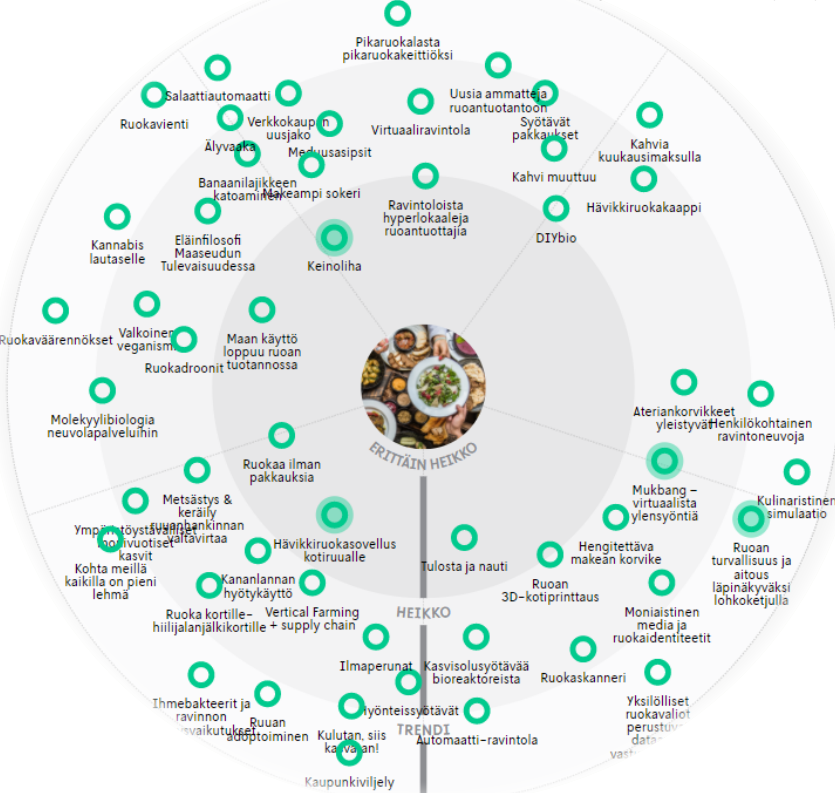 Pikaruokalasta
pikaruokakeittiöksi
Salaattiautomaatti
Uusia ammatteja
ruoantuotantoon
Ruokavienti
Verkkokaupan
uusjako
Virtuaaliravintola
Syötävät
pakkaukset
Kahvia
kuukausimaksulla
Älyvaaka
Meduusasipsit
Banaanilajikkeen
katoaminen
Makeampi sokeri
Kahvi muuttuu
Ravintoloista
hyperlokaaleja
ruoantuottajia
Hävikkiruokakaappi
Kannabis
lautaselle
Eläinfilosofi
Maaseudun
Tulevaisuudessa
Keinoliha
DIYbio
Ruokaväärennökset
Valkoinen
veganismi
Maan käyttö
loppuu ruoan
tuotannossa
Ruokadroonit
Molekyylibiologia
neuvolapalveluihin
Ateriankorvikkeet
yleistyvät
Henkilökohtainen
ravintoneuvoja
ERITTÄIN HEIKKO
Ruokaa ilman
pakkauksia
Metsästys &
keräily
ruuanhankinnan
valtavirtaa
Mukbang –
virtuaalista
ylensyöntiä
Kulinaristinen
simulaatio
Ympäristöystävälliset
monivuotiset
kasvit
Kohta meillä
kaikilla on pieni
lehmä
Hävikkiruokasovellus
kotiruualle
Tulosta ja nauti
Hengitettävä
makean korvike
Ruoan
turvallisuus ja
aitous
läpinäkyväksi
lohkoketjulla
Kananlannan
hyötykäyttö
Ruoan
3D-kotiprinttaus
Ruoka kortille–
hiilijalanjälkikortille
Vertical Farming
+ supply chain
HEIKKO
Moniaistinen
media ja
ruokaidentiteetit
Ilmaperunat
Kasvisolusyötävää
bioreaktoreista
Ruokaskanneri
Ihmebakteerit ja
ravinnon
Ruuan
adoptoiminen
Hyönteissyötävät
Kulutan, siis
kasvatan!
TRENDI
Automaatti-ravintola
Yksilölliset
ruokavaliot
Kaupunkiviljely